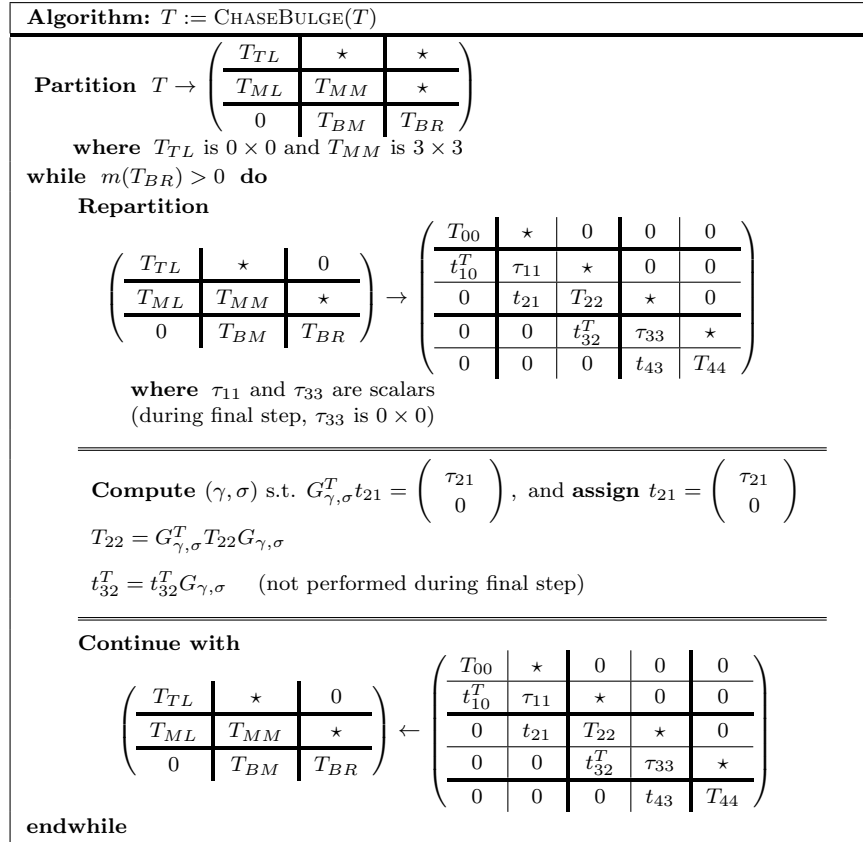 Algorithm: T := CHASEBULGE(T)
Partition T → ( T_TL ⋆ ⋆
T_ML T_MM ⋆
0 T_BM T_BR )
where T_TL is 0 × 0 and T_MM is 3 × 3
while m(T_BR) > 0 do
Repartition
( T_TL ⋆ 0
T_ML T_MM ⋆
0 T_BM T_BR ) → ( T_00 ⋆ 0 0 0
t_10^T τ_11 ⋆ 0 0
0 t_21 T_22 ⋆ 0
0 0 t_32^T τ_33 ⋆
0 0 0 t_43 T_44 )
where τ_11 and τ_33 are scalars
(during final step, τ_33 is 0 × 0)
Compute (γ, σ) s.t. G_γ,σ^T t_21 = ( τ_21 0 ) , and assign t_21 = ( τ_21 0 )
T_22 = G_γ,σ^T T_22 G_γ,σ
t_32^T = t_32^T G_γ,σ (not performed during final step)
Continue with
( T_TL ⋆ 0
T_ML T_MM ⋆
0 T_BM T_BR ) ← ( T_00 ⋆ 0 0 0
t_10^T τ_11 ⋆ 0 0
0 t_21 T_22 ⋆ 0
0 0 t_32^T τ_33 ⋆
0 0 0 t_43 T_44 )
endwhile